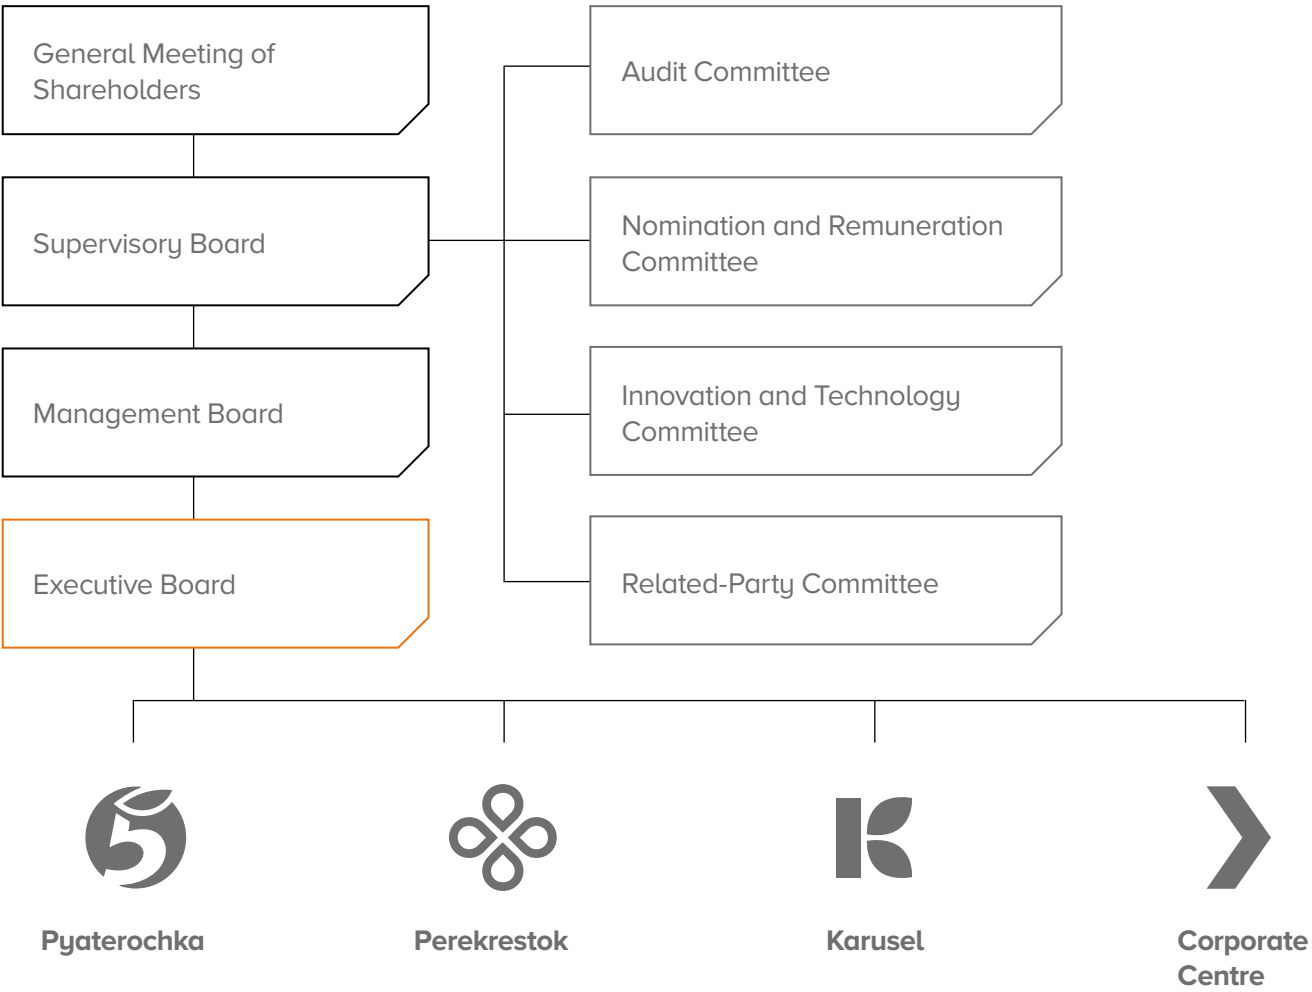 General Meeting of
Shareholders
Audit Committee
Supervisory Board
Nomination and Remuneration
Committee
Management Board
Innovation and Technology
Committee
Executive Board
Related-Party Committee
5
Pyaterochka
Perekrestok
K
Karusel
Corporate
Centre